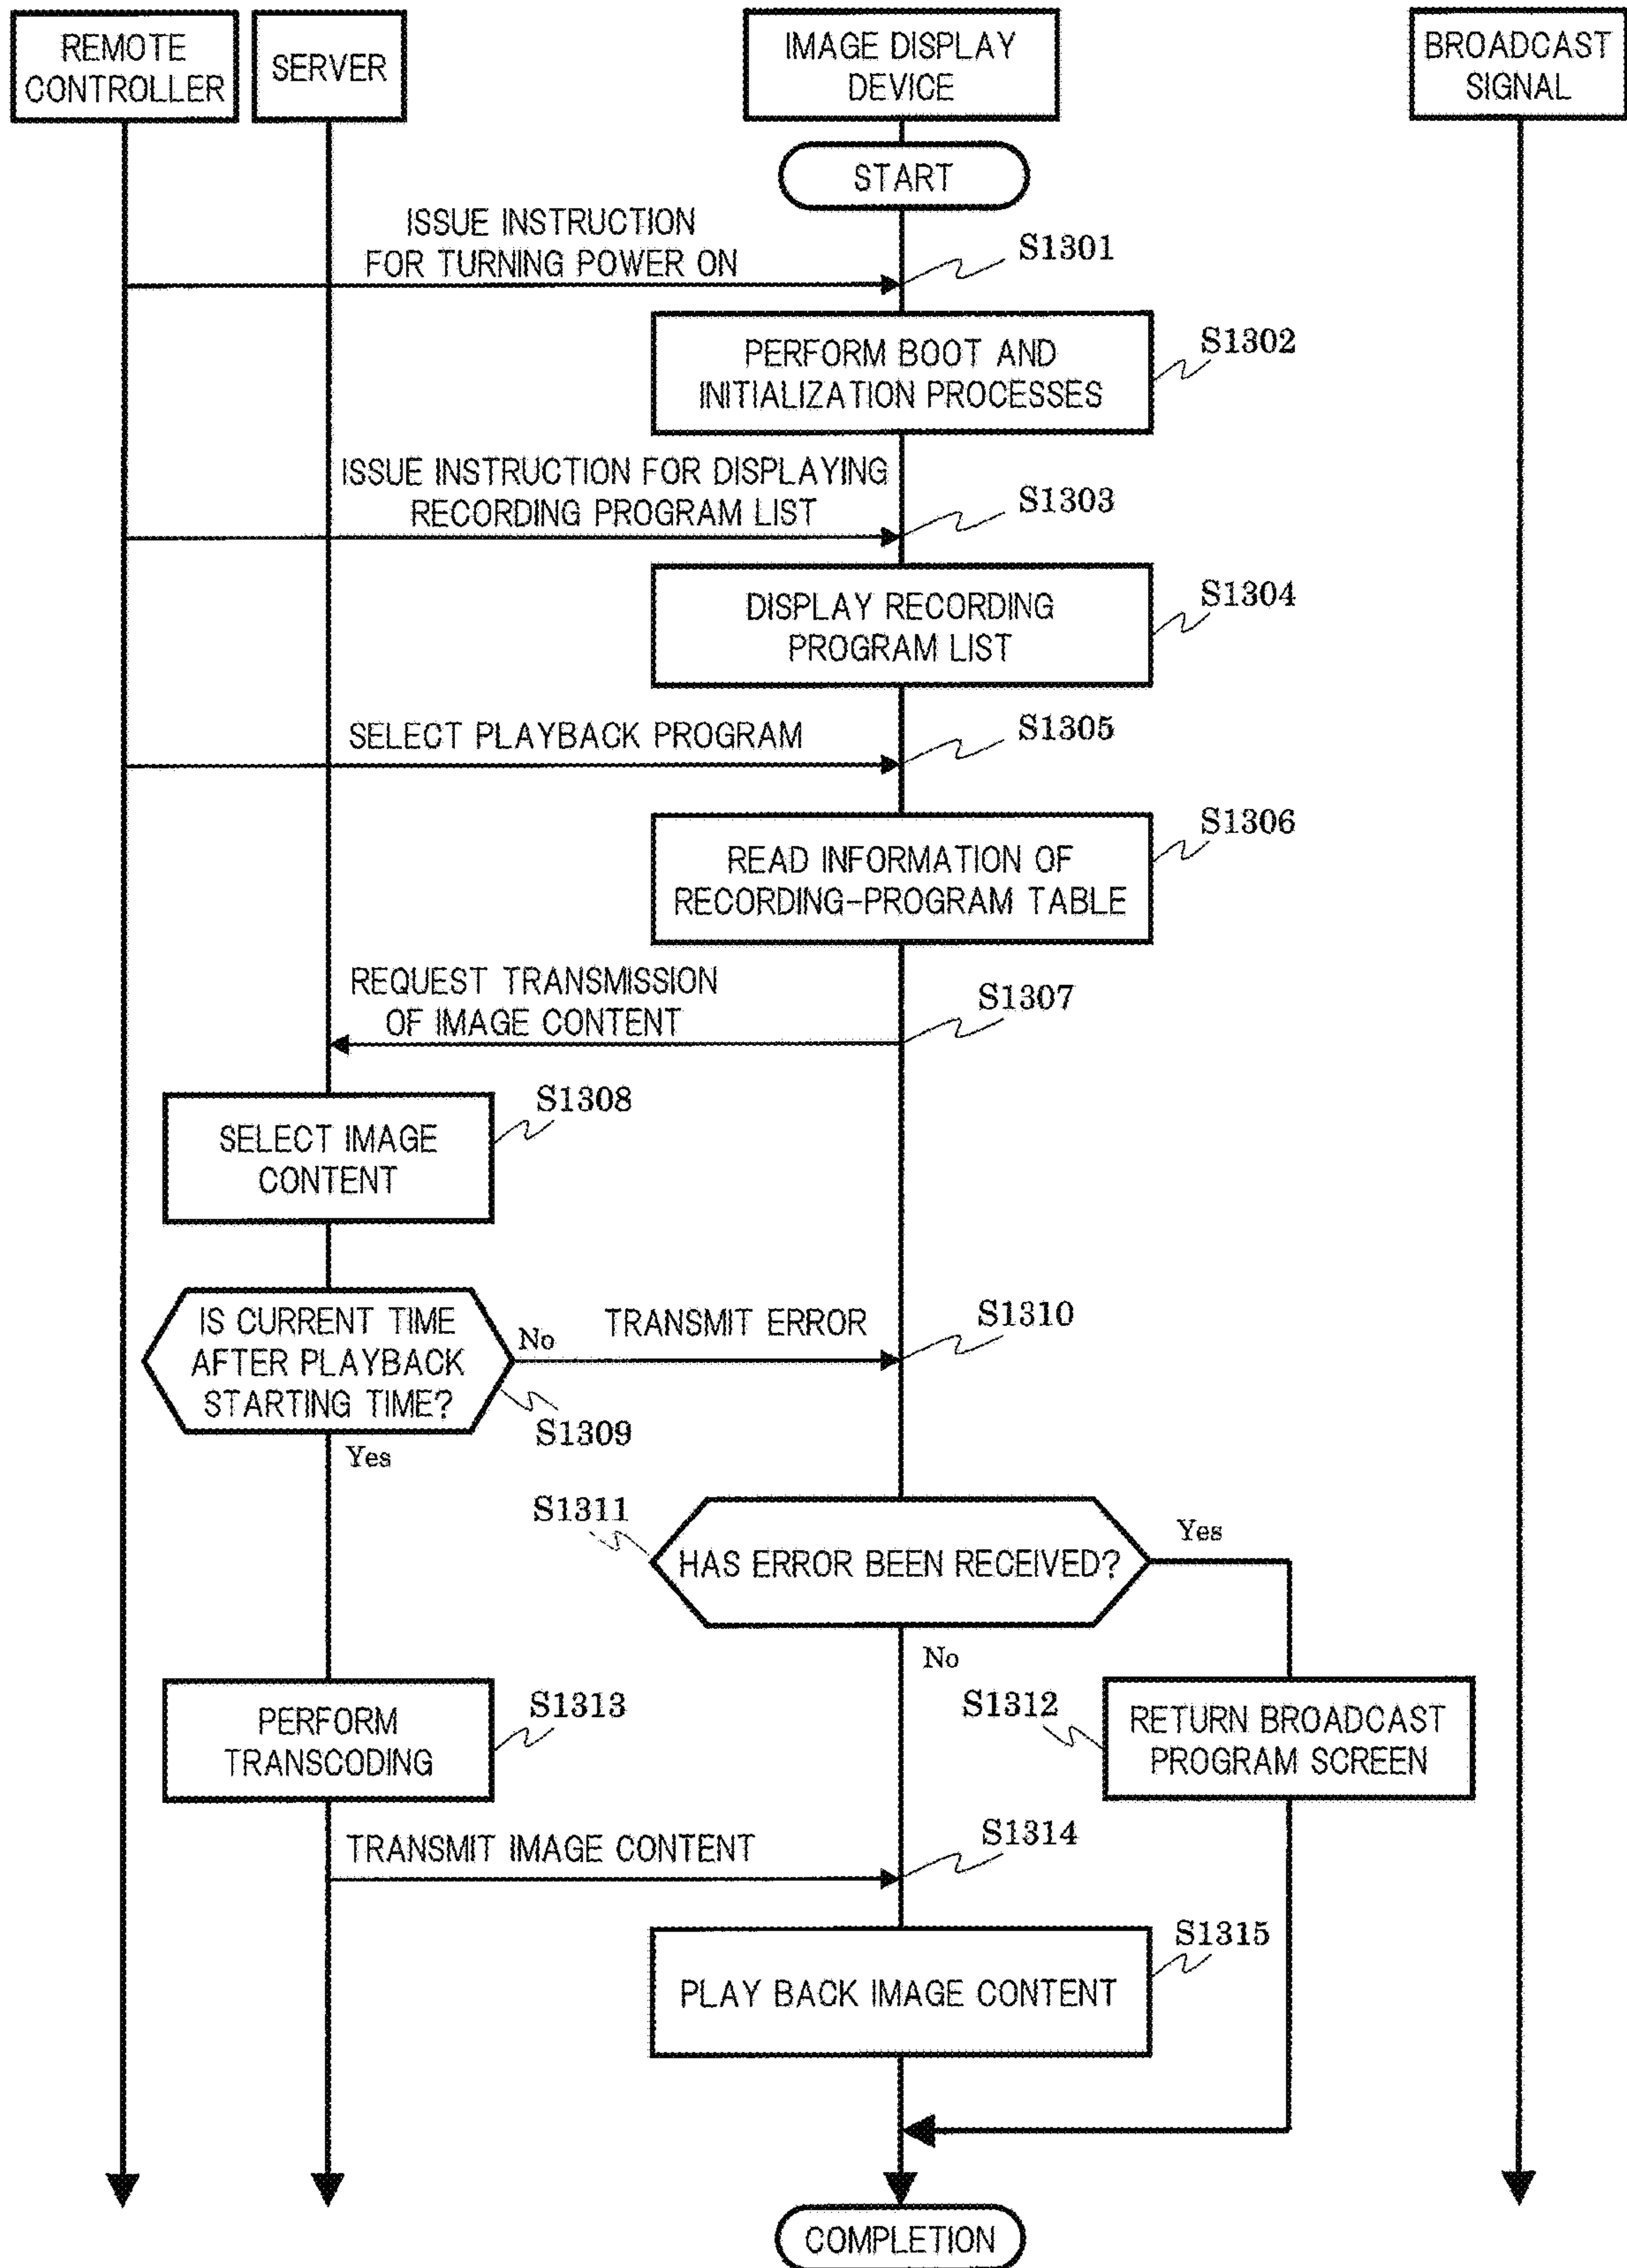 REMOTE
CONTROLLER
SERVER
IMAGE DISPLAY
DEVICE
BROADCAST
SIGNAL
START
ISSUE INSTRUCTION
FOR TURNING POWER ON
S1301
PERFORM BOOT AND
INITIALIZATION PROCESSES
S1302
ISSUE INSTRUCTION FOR DISPLAYING
RECORDING PROGRAM LIST
S1303
DISPLAY RECORDING
PROGRAM LIST
S1304
SELECT PLAYBACK PROGRAM
S1305
READ INFORMATION OF
RECORDING-PROGRAM TABLE
S1306
REQUEST TRANSMISSION
OF IMAGE CONTENT
S1307
SELECT IMAGE
CONTENT
S1308
IS CURRENT TIME
AFTER PLAYBACK
STARTING TIME?
No
TRANSMIT ERROR
S1310
S1309
Yes
S1311
HAS ERROR BEEN RECEIVED?
Yes
No
PERFORM
TRANSCODING
S1313
S1312
RETURN BROADCAST
PROGRAM SCREEN
TRANSMIT IMAGE CONTENT
S1314
PLAY BACK IMAGE CONTENT
S1315
COMPLETION